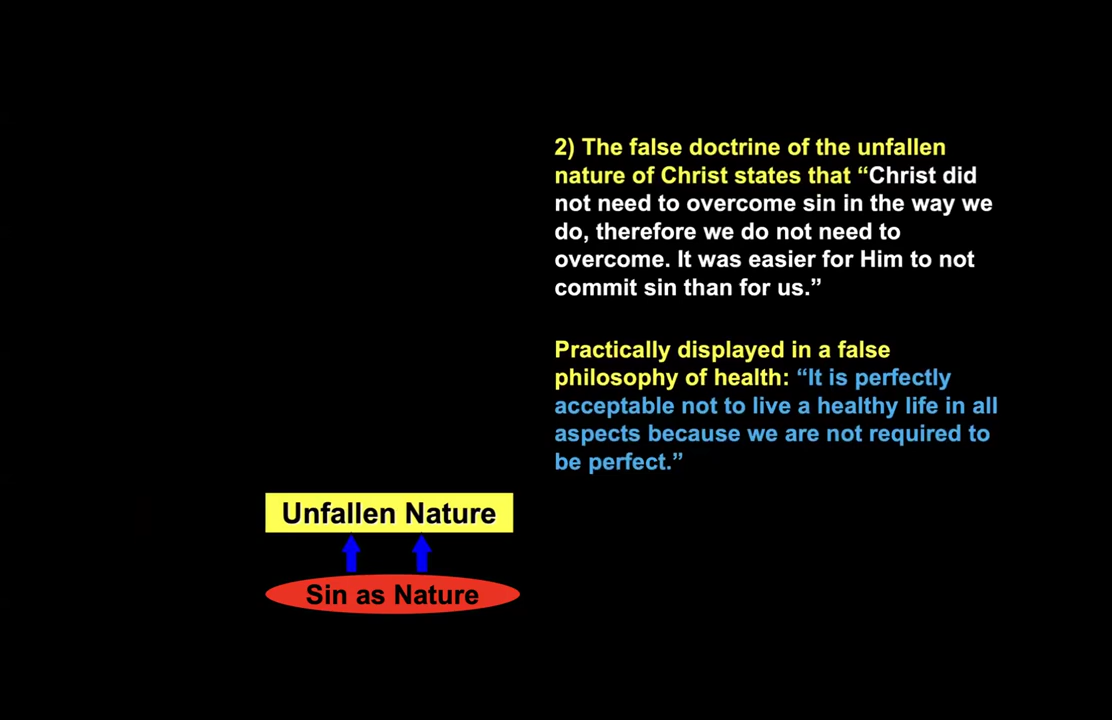 2) The false doctrine of the unfallen
nature of Christ states that “Christ did
not need to overcome sin in the way we
do, therefore we do not need to
overcome. It was easier for Him to not
commit sin than for us.”
Practically displayed in a false
philosophy of health: “It is perfectly
acceptable not to live a healthy life in all
aspects because we are not required to
be perfect.”
Unfallen Nature
Sin as Nature